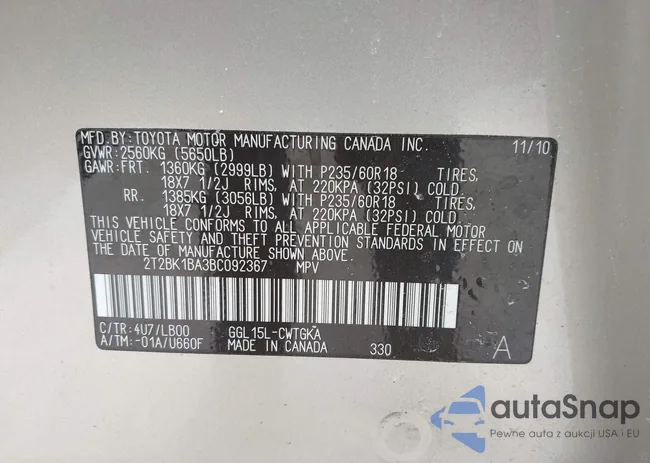 MFD.BY:TOYOTA MOTOR MANUFACTURING CANADA INC. 11/10
GVWR:2560KG (5650LB)
GAWR:FRT. 1360KG (2999LB) WITH P235/60R18 TIRES,
18X7 1/2J RIMS, AT 220KPA (32PSI) COLD.
RR. 1385KG (3056LB) WITH P235/60R18 TIRES,
18X7 1/2J RIMS, AT 220KPA (32PSI) COLD.
THIS VEHICLE CONFORMS TO ALL APPLICABLE FEDERAL MOTOR
VEHICLE SAFETY AND THEFT PREVENTION STANDARDS IN EFFECT
ON THE DATE OF MANUFACTURE SHOWN ABOVE.
2T2BK1BA3BC092367 MPV
C/TR:4U7/LB00 GGL15L-CWTGKA
A/TM:-01A/U660F MADE IN CANADA 330 A
autoSnap
Pewne auta z aukcji USA i EU